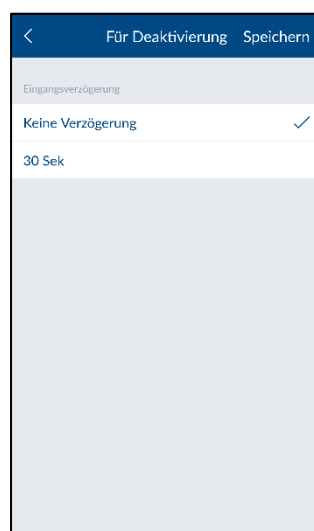 Für Deaktivierung Speichern
Eingangsverzögerung
Keine Verzögerung
30 Sek